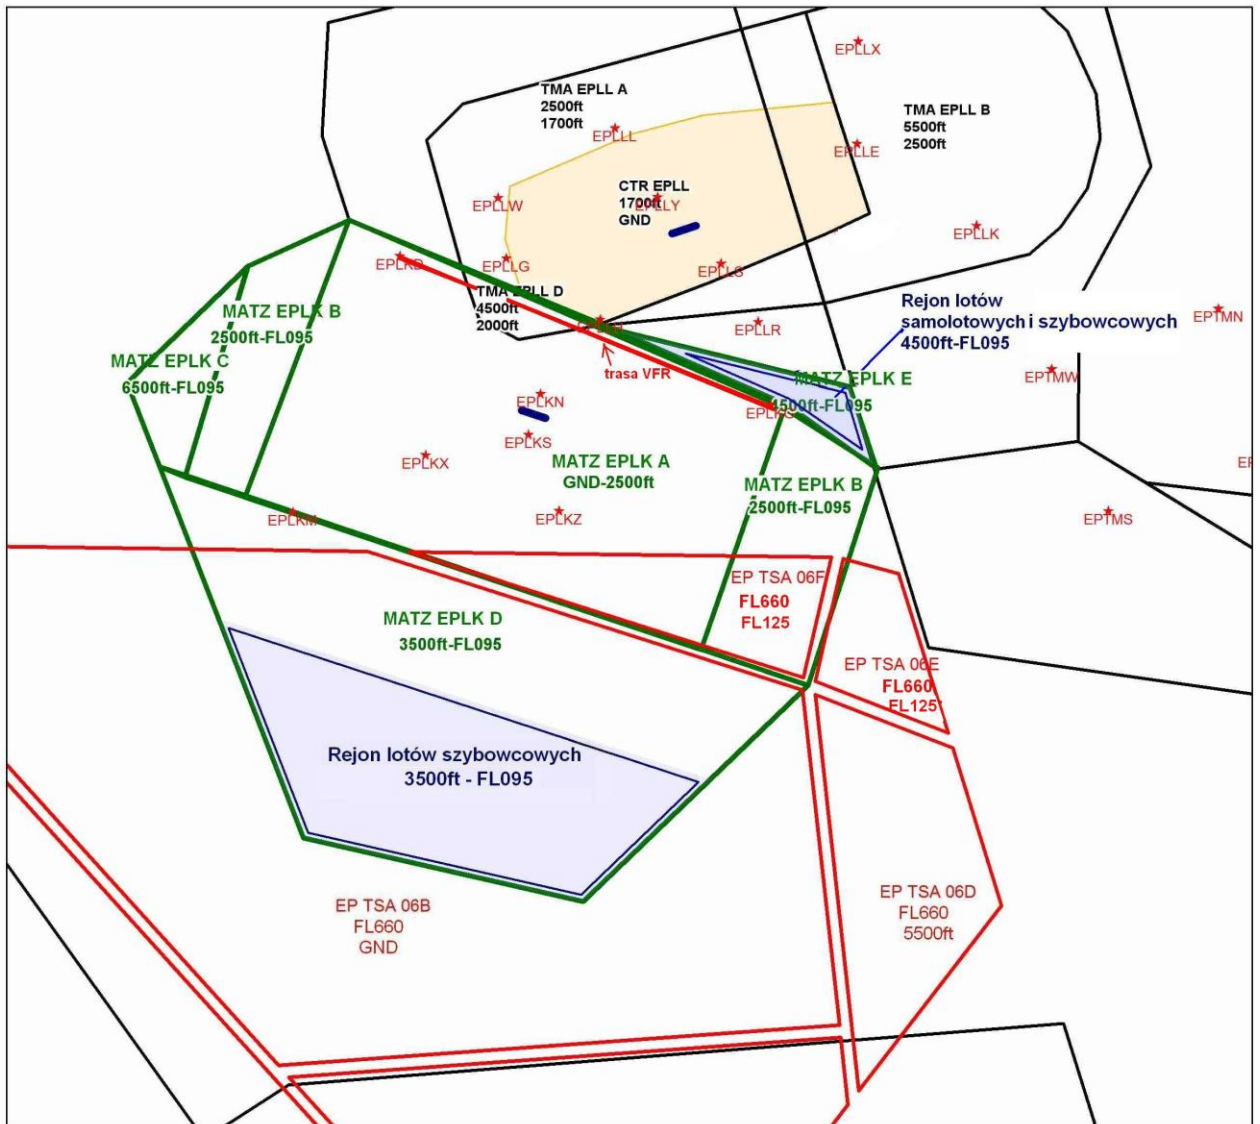 EPLLX
TMA EPLL A
2500ft
1700ft
TMA EPLL B
5500ft
2500ft
EPLLL
EPLLE
CTR EPLL
1700ft
GND
EPLLY
EPLLW
EPLLK
EPLKD
EPLLG
EPLLS
TMA EPLL D
4500ft
2000ft
EPLLR
Rejon lotów
samolotowych i szybowcowych
4500ft-FL095
EPTMN
MATZ EPLK B
2500ft-FL095
MATZ EPLK C
6500ft-FL095
trasa VFR
MATZ EPLK E
4500ft-FL095
EPTMW
EPLKN
EPLKS
EPLKX
MATZ EPLK A
GND-2500ft
MATZ EPLK B
2500ft-FL095
EPLKM
EPLKZ
EPTMS
EP TSA 06F
FL660
FL125
MATZ EPLK D
3500ft-FL095
EP TSA 06E
FL660
FL125
Rejon lotów szybowcowych
3500ft - FL095
EP TSA 06B
FL660
GND
EP TSA 06D
FL660
5500ft